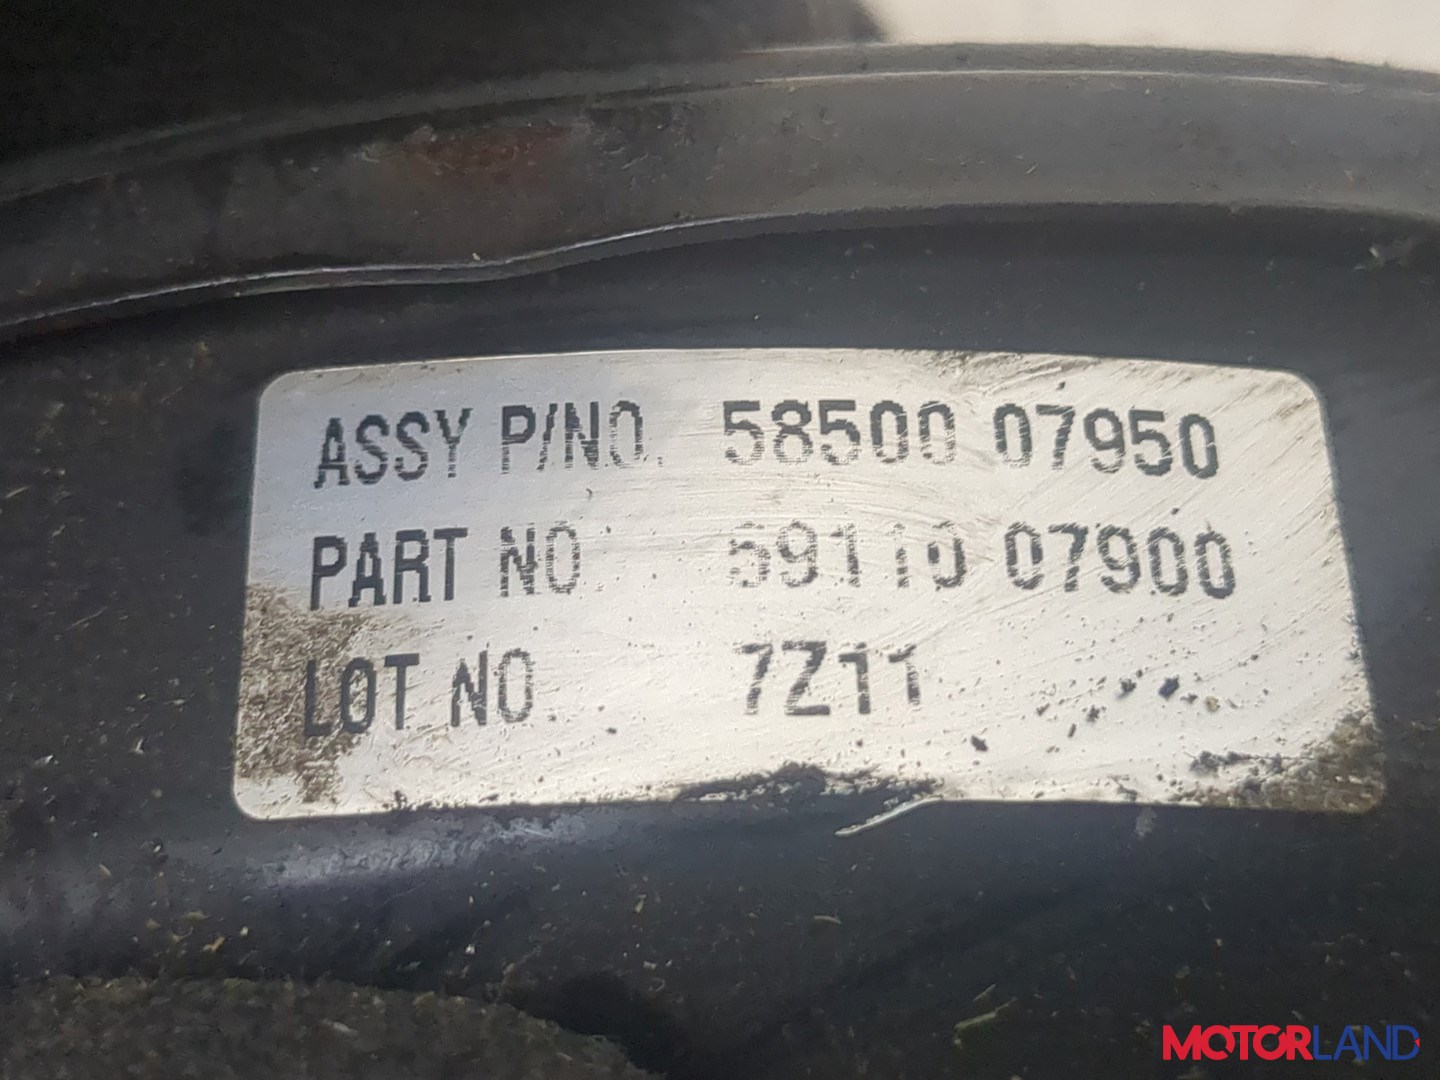 ASSY P/NO. 58500 07950
PART NO 59110 07900
LOT NO. 7Z11
MOTORLAND